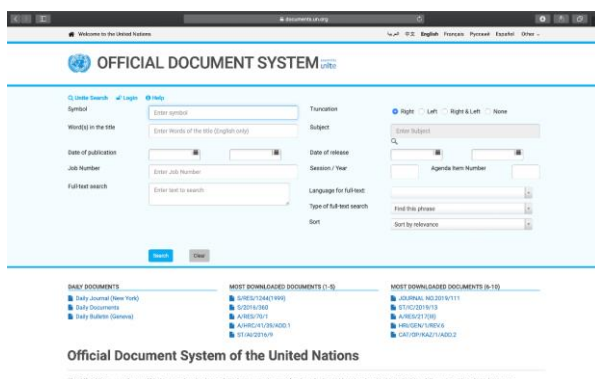 documents.un.org
Welcome to the United Nations
عربي 中文 English Français Русский Español Other
OFFICIAL DOCUMENT SYSTEM
unite
Unite Search Login Help
Symbol
Enter symbol
Truncation
Right Left Right & Left None
Word(s) in the title
Enter Words of the title (English only)
Subject
Enter Subject
Date of publication
Date of release
Job Number
Enter Job Number
Session / Year
Agenda Item Number
Full-text search
Enter text to search
Language for full-text
Type of full-text search
Find this phrase
Sort
Sort by relevance
Search Clear
DAILY DOCUMENTS
Daily Journal (New York)
Daily Documents
Daily Bulletin (Geneva)
MOST DOWNLOADED DOCUMENTS (1-5)
S/RES/1244(1999)
S/2019/360
A/RES/70/1
A/HRC/41/39/ADD.1
ST/AI/2016/9
MOST DOWNLOADED DOCUMENTS (6-10)
JOURNAL NO.2019/111
ST/IC/2019/13
A/RES/217(III)
HRI/GEN/1/REV.6
CAT/OP/KAZ/1/ADD.2
Official Document System of the United Nations